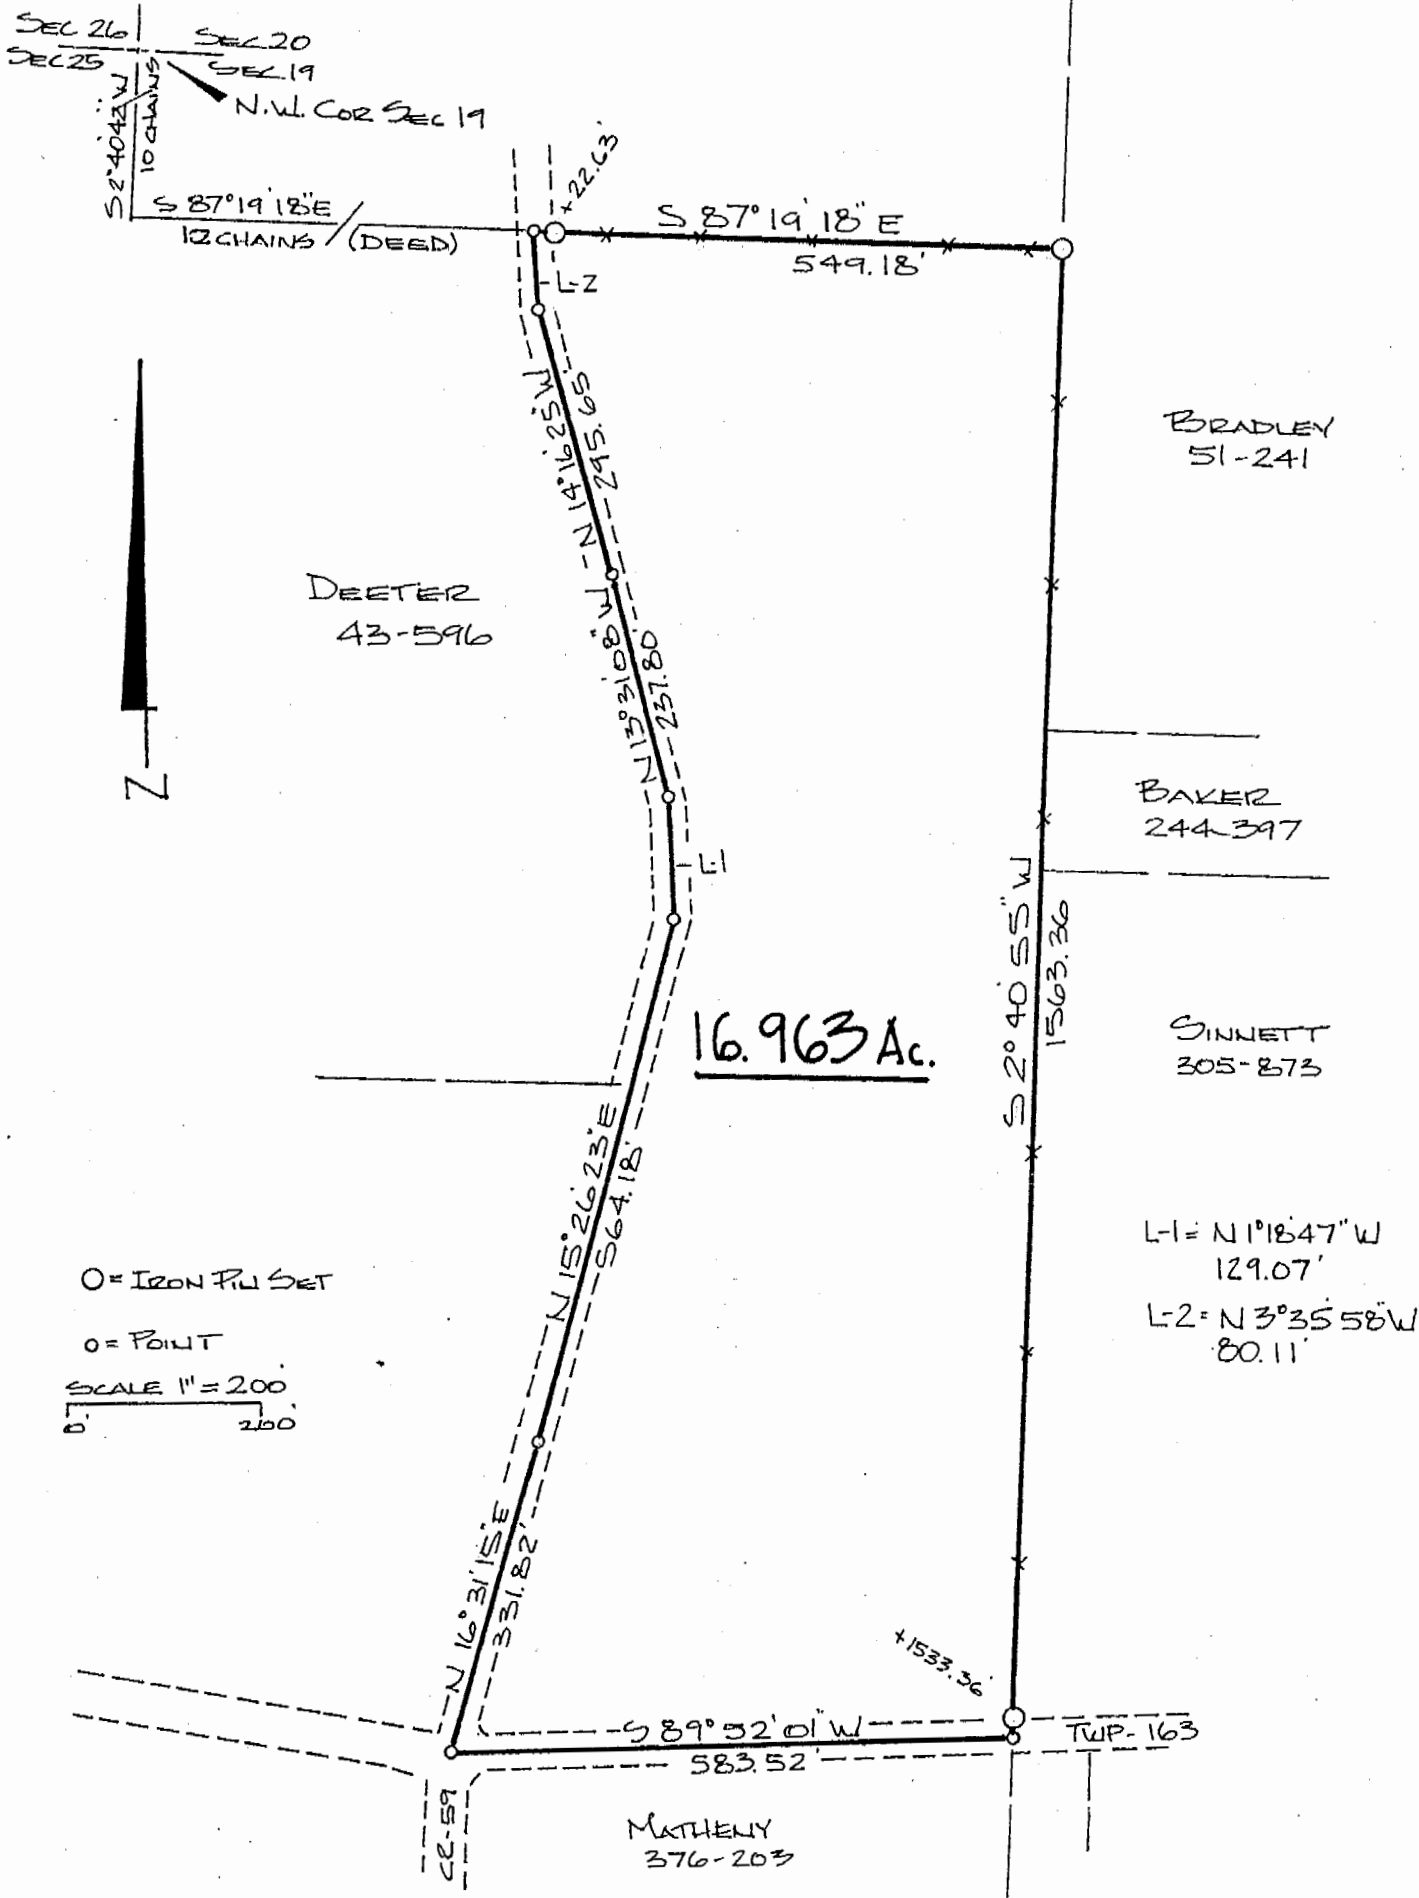 SEC 26
SEC 20
SEC 25
SEC 19
N.W. COR SEC 19
S 2°40'42" W
10 CHAINS
S 87°19'18" E
12 CHAINS (DEED)
+22.63'
S 87°19'18" E
549.18'
L-2
N 14°16'25" W
295.65'
BRADLEY
51-241
DEETER
43-596
N 13°31'08" W
237.80'
Z
BAKER
244-397
L-1
S 2°40'55" W
1563.36
16.963 Ac.
SINNETT
305-873
N 15°26'23" E
564.18'
L-1 = N 1°18'47" W
129.07'
L-2 = N 3°35'58" W
80.11'
O = IRON PIN SET
o = POINT
SCALE 1" = 200'
0'
200'
N 16°31'15" E
331.82'
+1533.36'
S 89°52'01" W
583.52'
TWP-163
CR-59
MATHENY
376-203